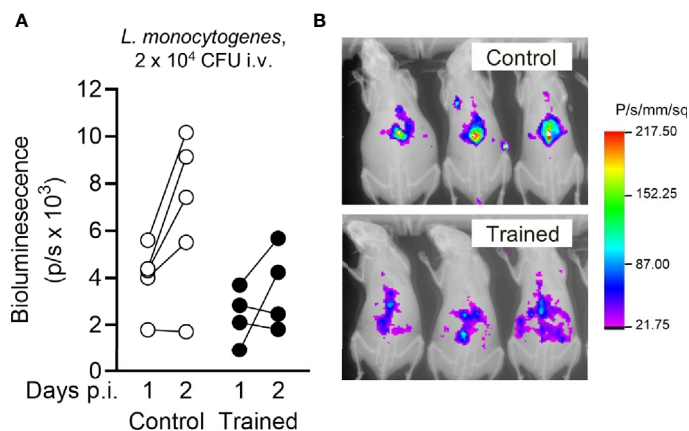 A
L. monocytogenes,
2 x 10⁴ CFU i.v.
Bioluminesecence
(p/s x 10³)
12
10
8
6
4
2
0
Days p.i. 1 2 1 2
Control Trained
B
Control
Trained
P/s/mm/sq
217.50
152.25
87.00
21.75